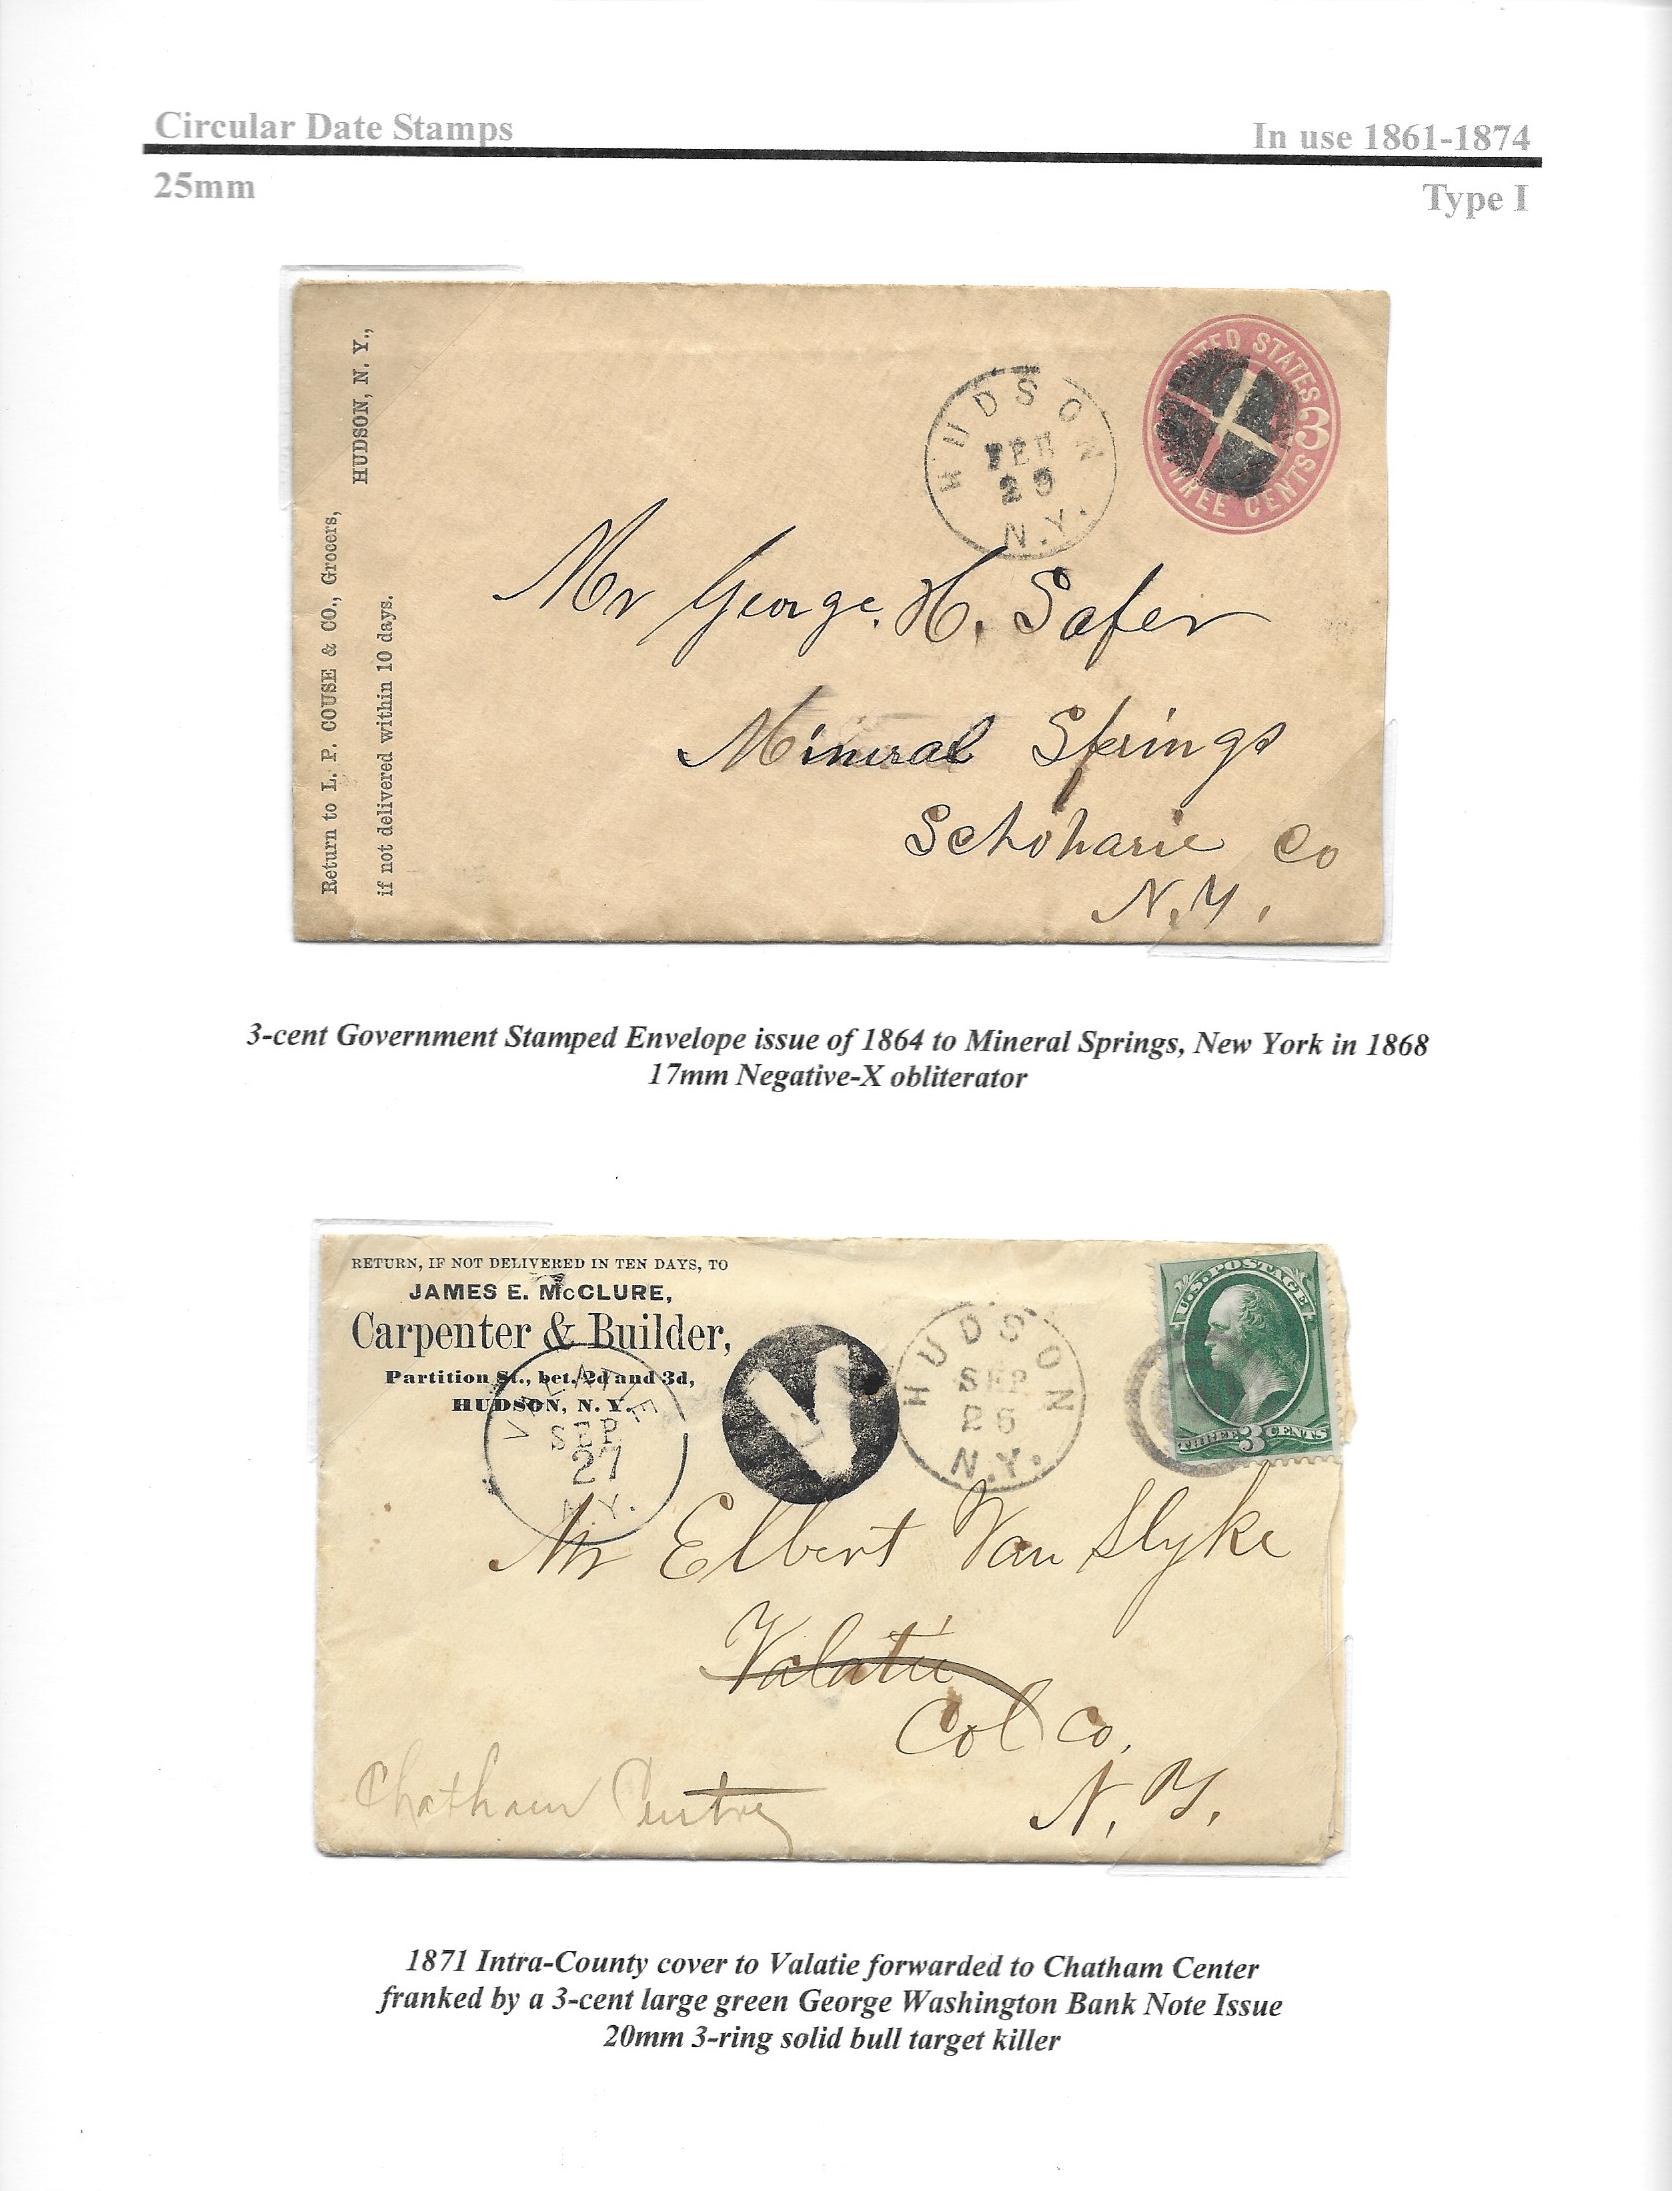 Circular Date Stamps
In use 1861-1874
25mm
Type I
Return to L. P. COUSE & CO., Grocers,
HUDSON, N. Y.,
if not delivered within 10 days.
HUDSON
FEB
29
N.Y.
UNITED STATES
3
THREE CENTS
Mr George. H. Safer
Mineral Springs
Schoharie Co
N.Y.
3-cent Government Stamped Envelope issue of 1864 to Mineral Springs, New York in 1868
17mm Negative-X obliterator
RETURN, IF NOT DELIVERED IN TEN DAYS, TO
JAMES E. McCLURE,
Carpenter & Builder,
Partition St., bet. 2d and 3d,
HUDSON, N. Y.
VALATIE
SEP
27
N.Y.
V
HUDSON
SEP
26
N.Y.
U.S. POSTAGE
THREE 3 CENTS
Mr Elbert Van Slyke
Valatie
Col Co.
N. Y.
Chatham Centre
1871 Intra-County cover to Valatie forwarded to Chatham Center
franked by a 3-cent large green George Washington Bank Note Issue
20mm 3-ring solid bull target killer